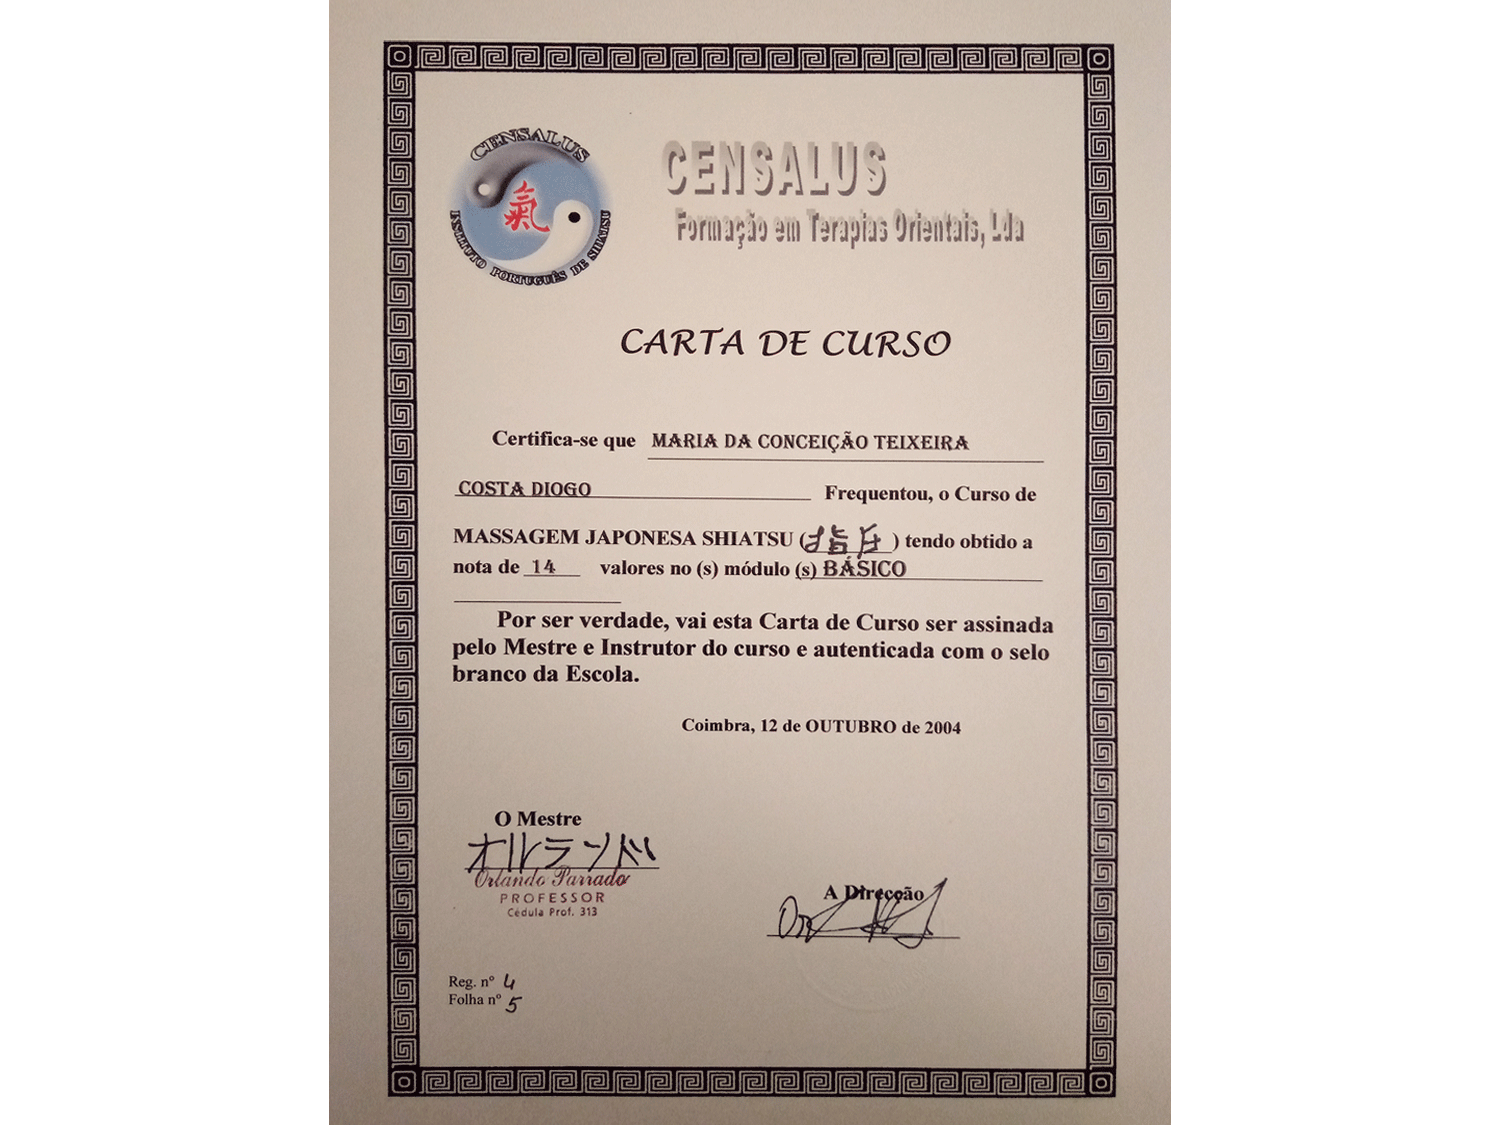 CENSALUS
氣
INSTITUTO PORTUGUÊS DE SHIATSU
CENSALUS
Formação em Terapias Orientais, Lda
CARTA DE CURSO
Certifica-se que MARIA DA CONCEIÇÃO TEIXEIRA
COSTA DIOGO Frequentou, o Curso de
MASSAGEM JAPONESA SHIATSU (指圧) tendo obtido a
nota de 14 valores no (s) módulo (s) BÁSICO
Por ser verdade, vai esta Carta de Curso ser assinada
pelo Mestre e Instrutor do curso e autenticada com o selo
branco da Escola.
Coimbra, 12 de OUTUBRO de 2004
O Mestre
オルランド
Orlando Parrado
PROFESSOR
Cédula Prof. 313
A Direcção
Reg. nº 4
Folha nº 5